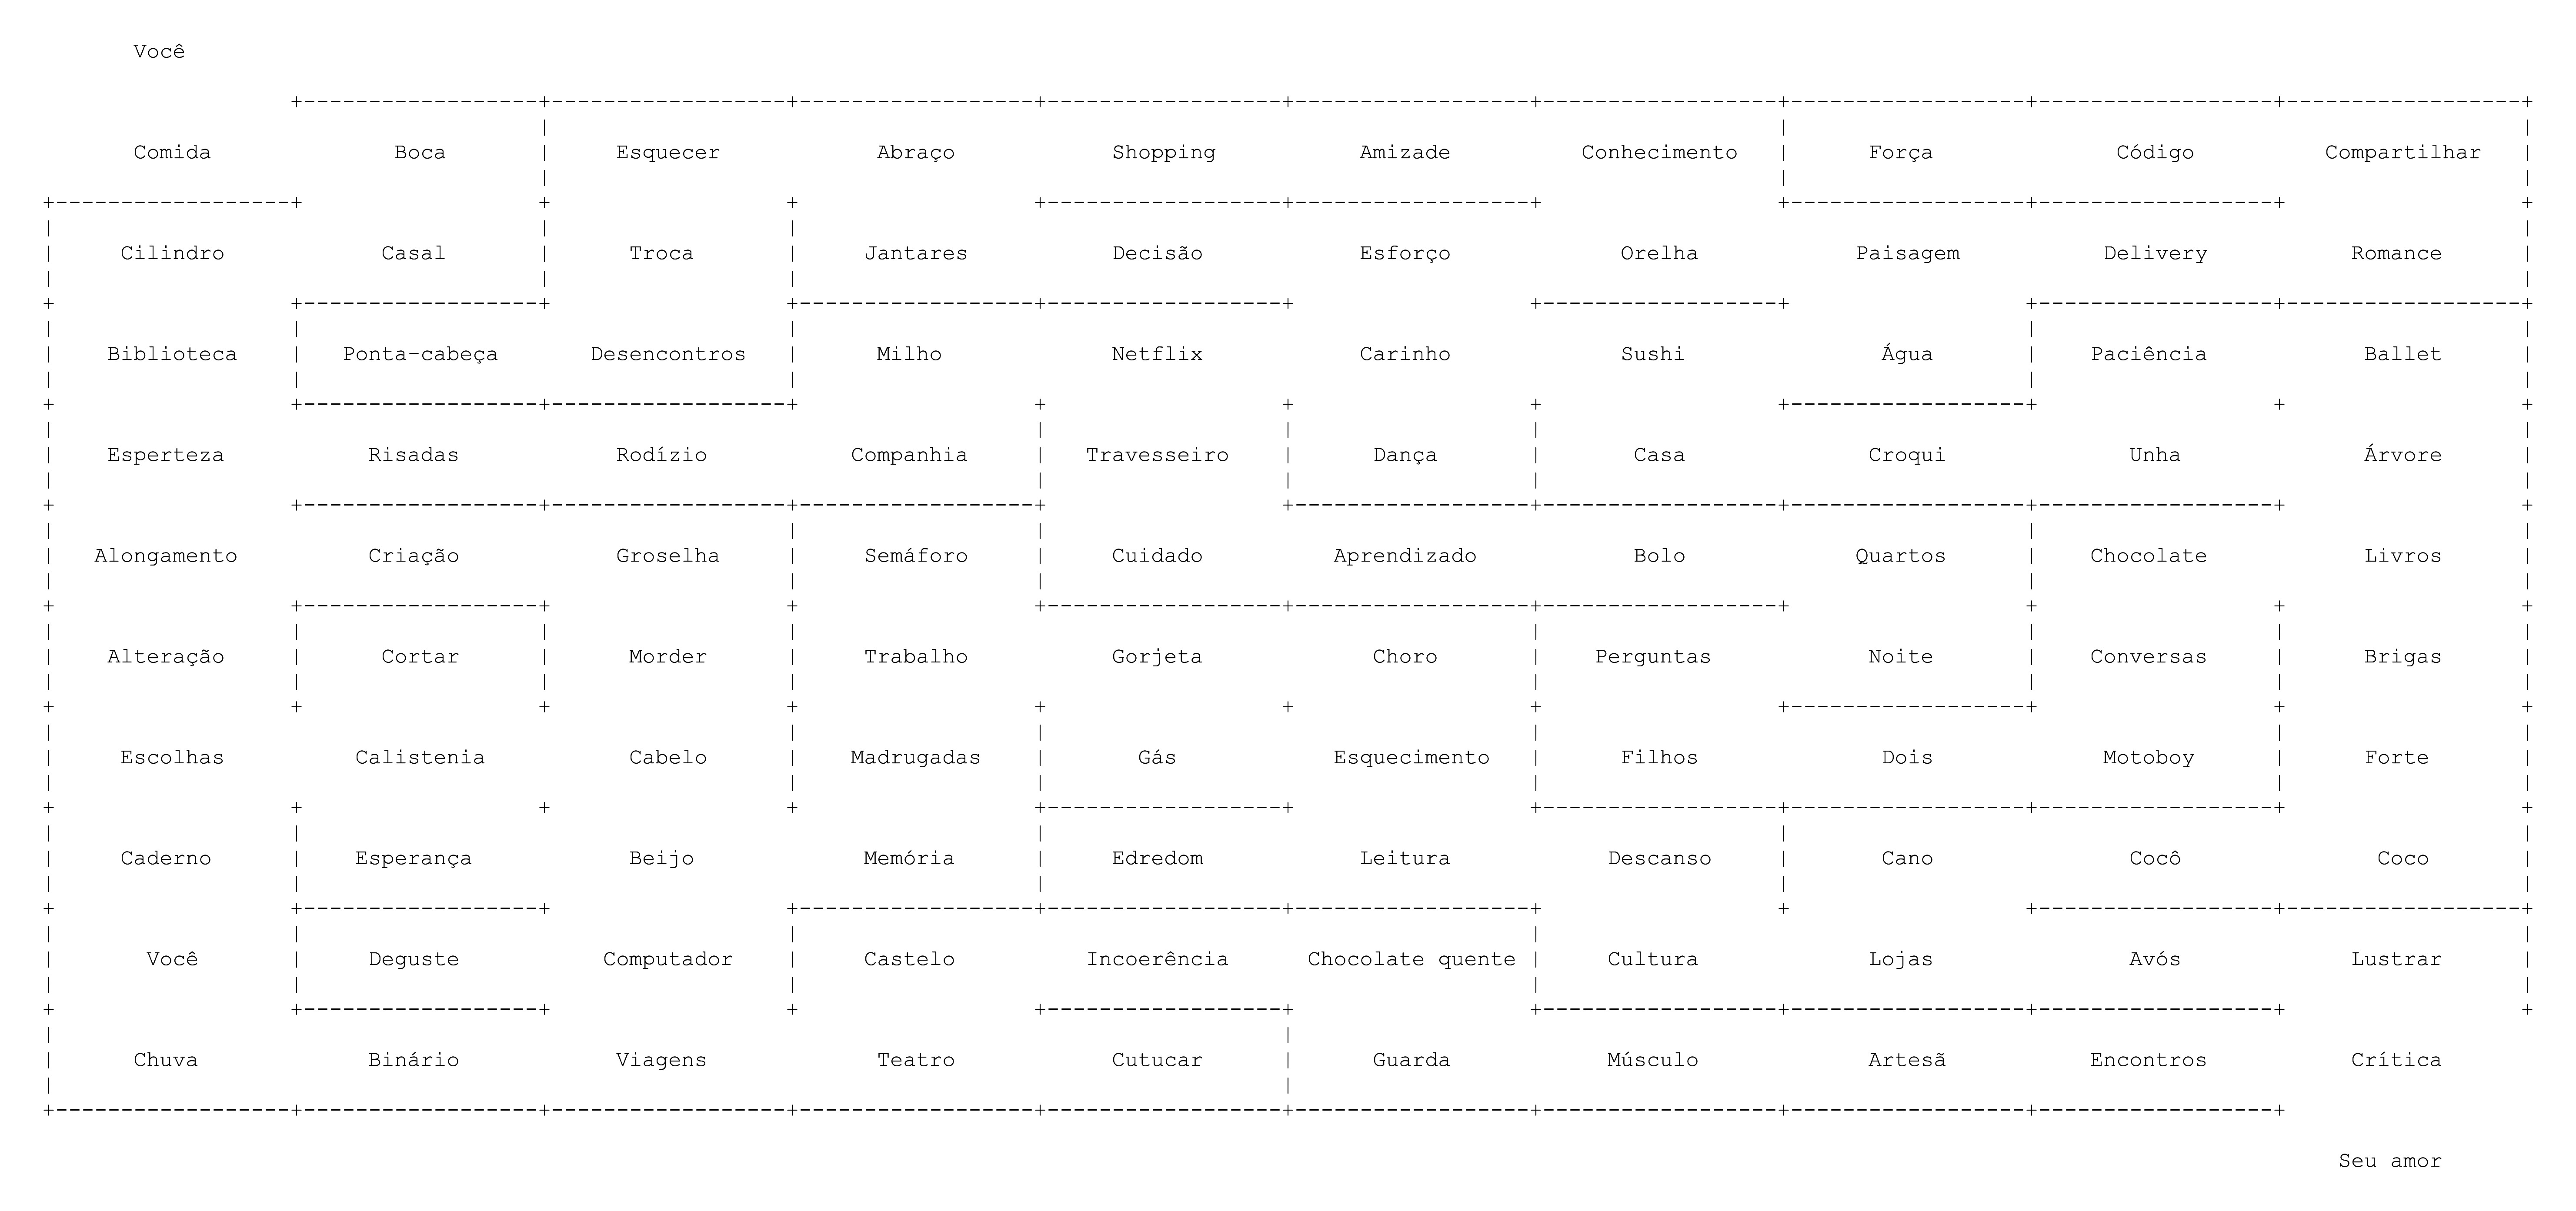 Você
Comida Boca Esquecer Abraço Shopping Amizade Conhecimento Força Código Compartilhar
Cilindro Casal Troca Jantares Decisão Esforço Orelha Paisagem Delivery Romance
Biblioteca Ponta-cabeça Desencontros Milho Netflix Carinho Sushi Água Paciência Ballet
Esperteza Risadas Rodízio Companhia Travesseiro Dança Casa Croqui Unha Árvore
Alongamento Criação Groselha Semáforo Cuidado Aprendizado Bolo Quartos Chocolate Livros
Alteração Cortar Morder Trabalho Gorjeta Choro Perguntas Noite Conversas Brigas
Escolhas Calistenia Cabelo Madrugadas Gás Esquecimento Filhos Dois Motoboy Forte
Caderno Esperança Beijo Memória Edredom Leitura Descanso Cano Cocô Coco
Você Deguste Computador Castelo Incoerência Chocolate quente Cultura Lojas Avós Lustrar
Chuva Binário Viagens Teatro Cutucar Guarda Músculo Artesã Encontros Crítica
Seu amor